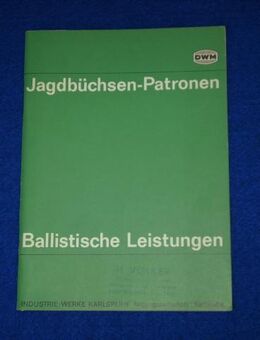 DWM
Jagdbüchsen-Patronen
Ballistische Leistungen
INDUSTRIE-WERKE KARLSRUHE